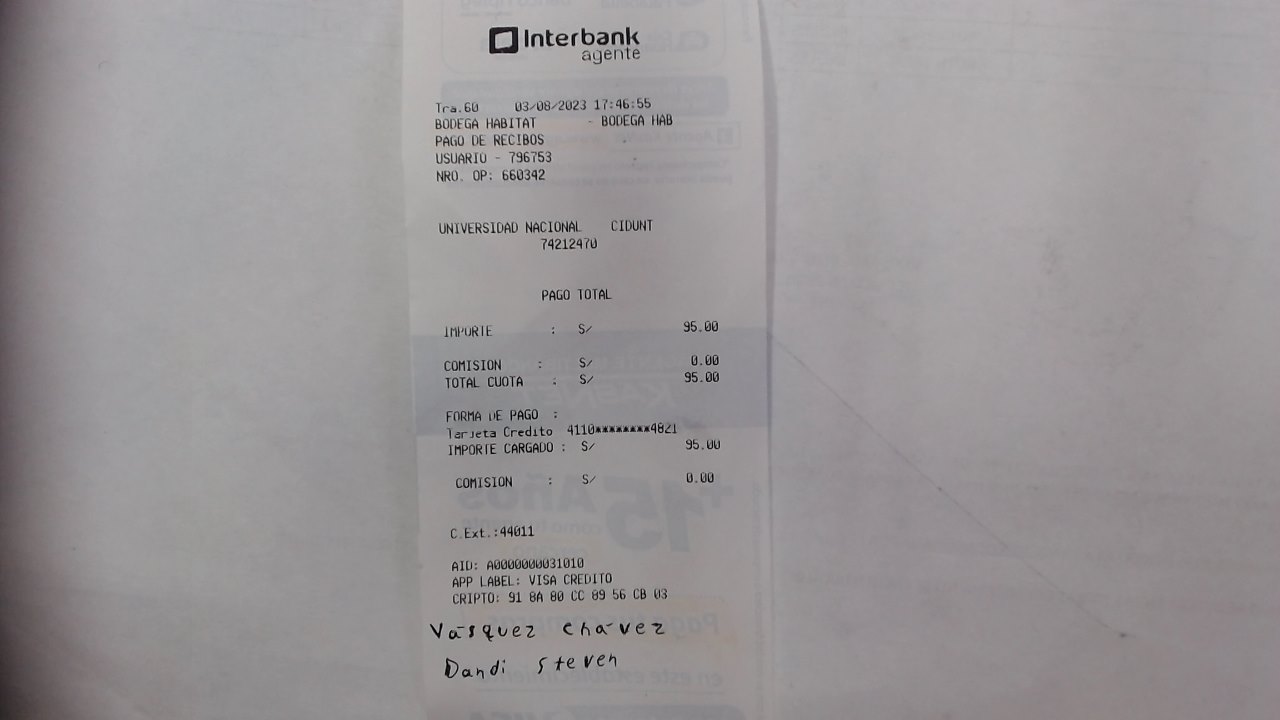 Interbank
agente
Tra.60 03/08/2023 17:46:55
BODEGA HABITAT - BODEGA HAB
PAGO DE RECIBOS
USUARIO - 796753
NRO. OP: 660342
UNIVERSIDAD NACIONAL CIDUNT
74212470
PAGO TOTAL
IMPORTE : S/ 95.00
COMISION : S/ 0.00
TOTAL CUOTA : S/ 95.00
FORMA DE PAGO :
Tarjeta Credito 4110********4821
IMPORTE CARGADO : S/ 95.00
COMISION : S/ 0.00
C.Ext.:44011
AID: A0000000031010
APP LABEL: VISA CREDITO
CRIPTO: 91 8A 80 CC 89 56 CB 03
Vásquez chávez
Dandi steven